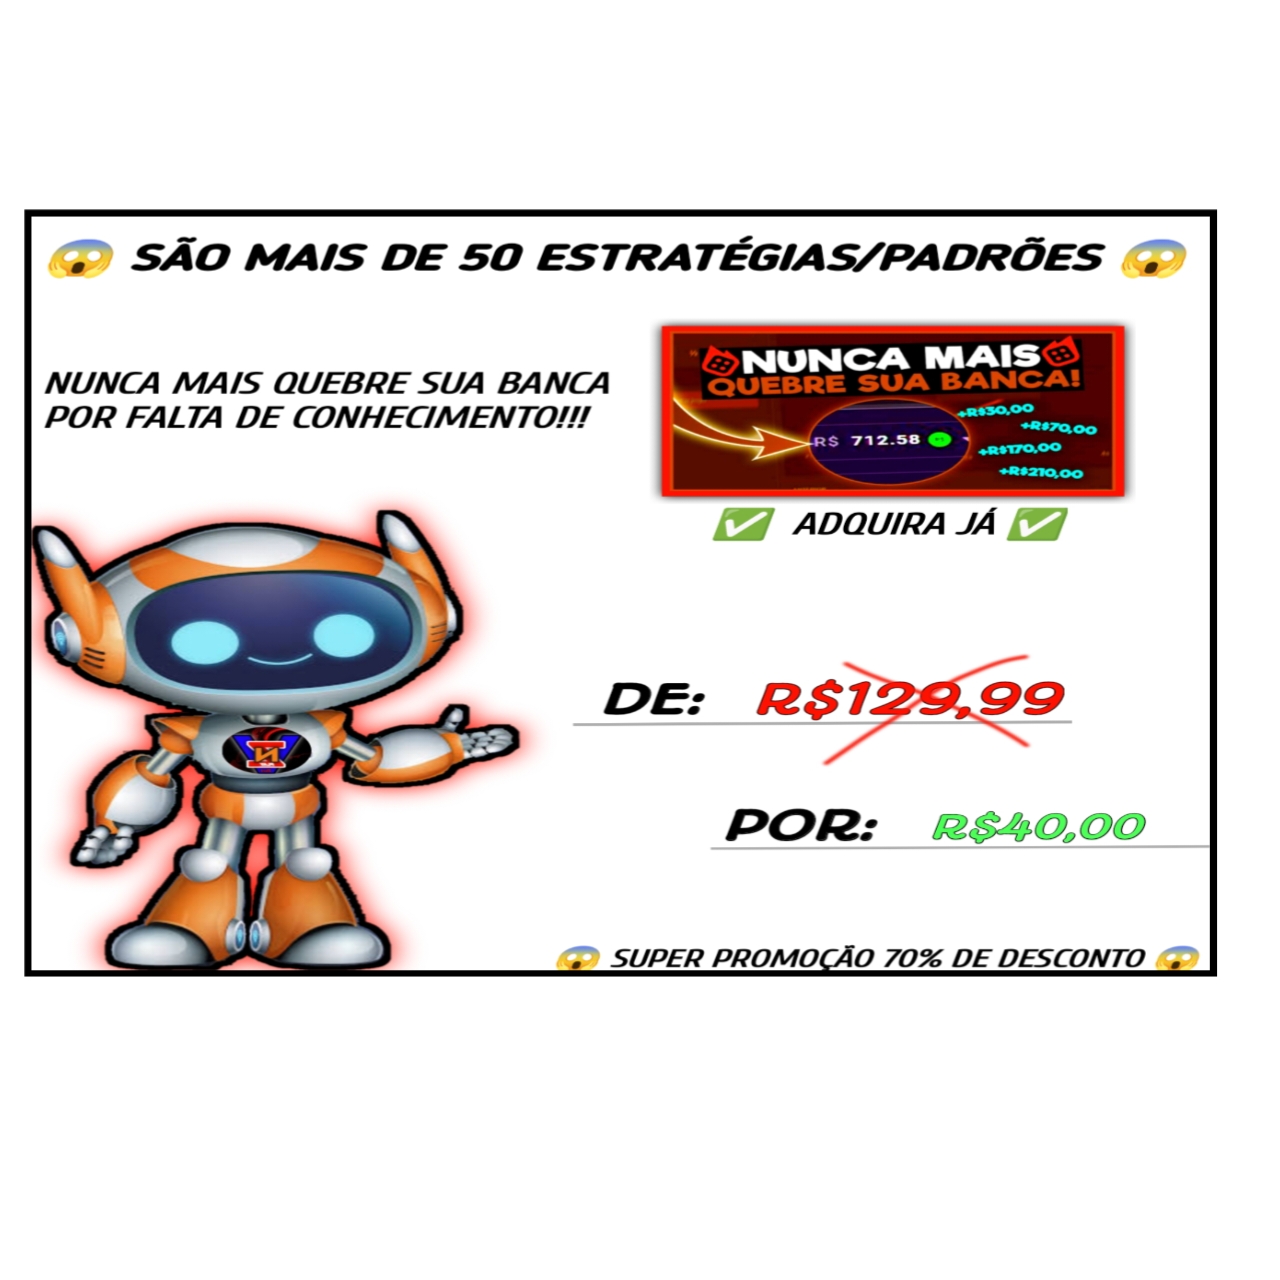 😱 SÃO MAIS DE 50 ESTRATÉGIAS/PADRÕES 😱
NUNCA MAIS QUEBRE SUA BANCA
POR FALTA DE CONHECIMENTO!!!
NUNCA MAIS
QUEBRE SUA BANCA!
R$ 712.58
+R$30,00
+R$70,00
+R$170,00
+R$210,00
✅ ADQUIRA JÁ ✅
DE: R$129,99
POR: R$40,00
😱 SUPER PROMOÇÃO 70% DE DESCONTO 😱